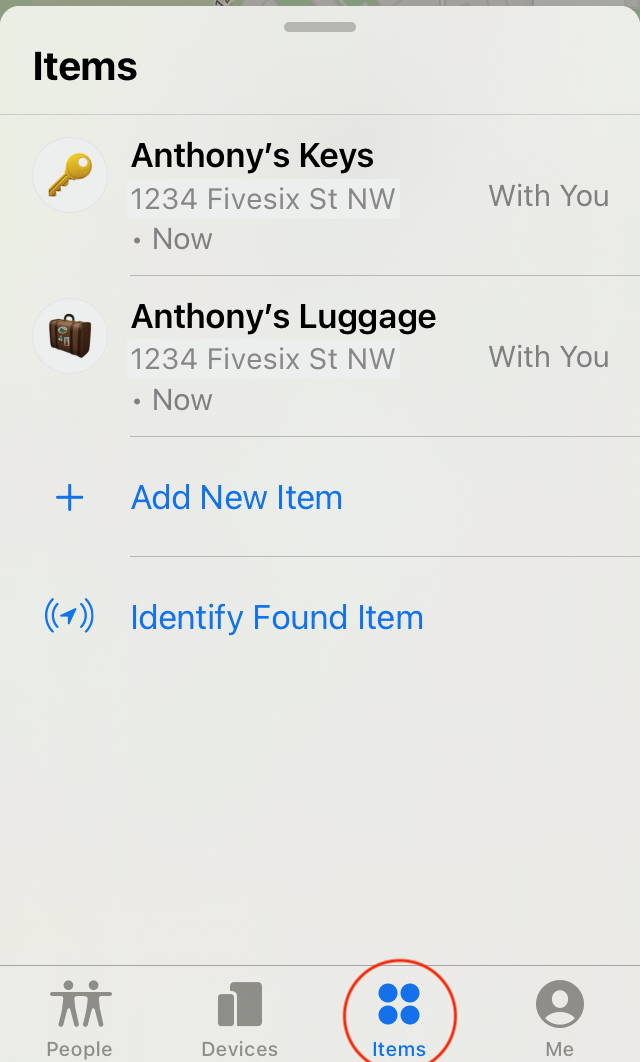 Items
Anthony’s Keys
1234 Fivesix St NW
With You
• Now
Anthony’s Luggage
1234 Fivesix St NW
With You
• Now
Add New Item
Identify Found Item
People
Devices
Items
Me